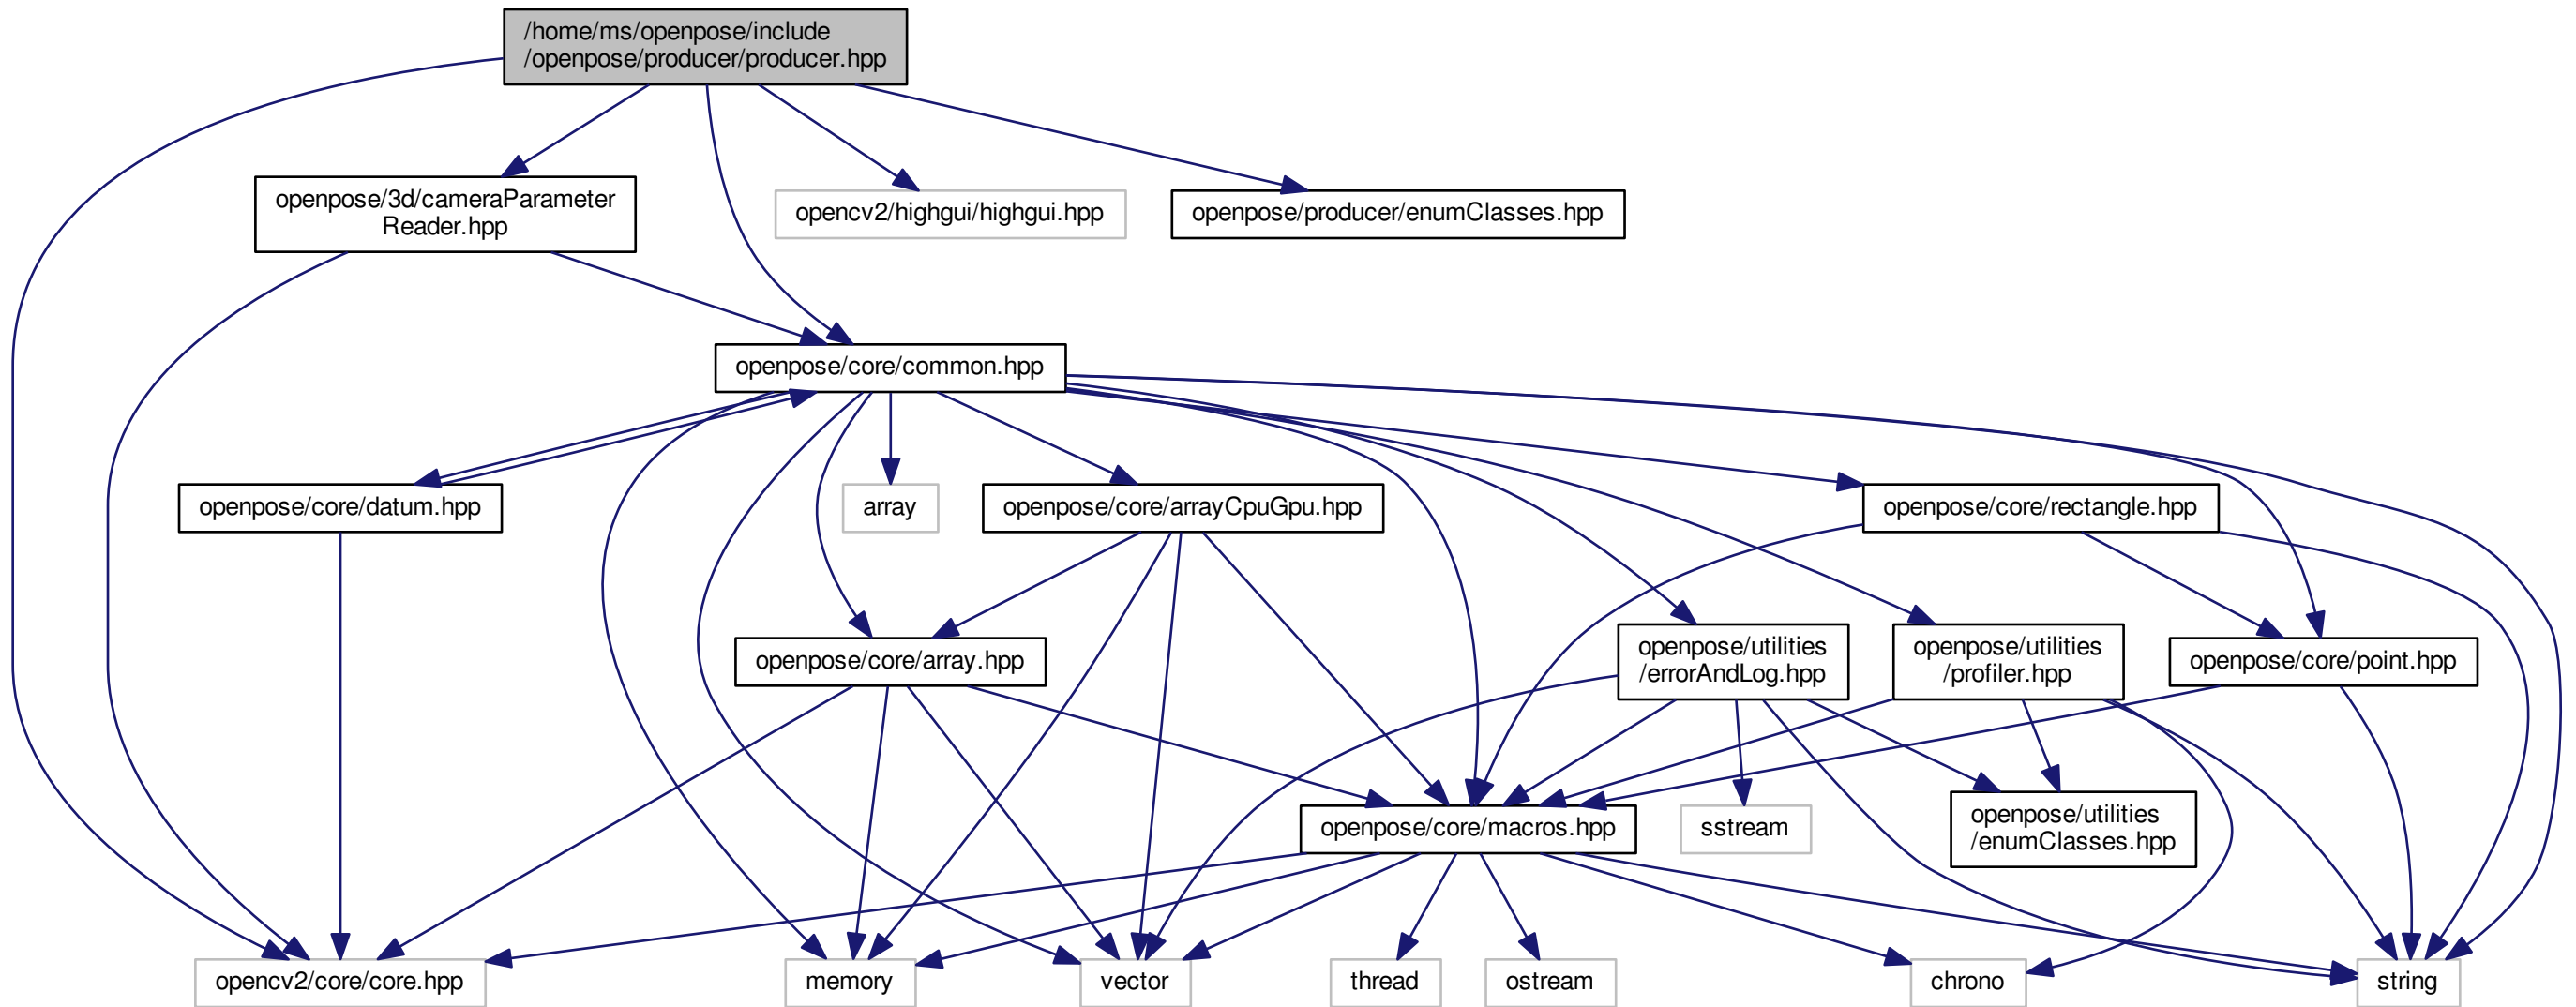 /home/ms/openpose/include
/openpose/producer/producer.hpp
openpose/3d/cameraParameter
Reader.hpp
opencv2/highgui/highgui.hpp
openpose/producer/enumClasses.hpp
openpose/core/common.hpp
openpose/core/datum.hpp
array
openpose/core/arrayCpuGpu.hpp
openpose/core/rectangle.hpp
openpose/core/array.hpp
openpose/utilities
/errorAndLog.hpp
openpose/utilities
/profiler.hpp
openpose/core/point.hpp
openpose/core/macros.hpp
sstream
openpose/utilities
/enumClasses.hpp
opencv2/core/core.hpp
memory
vector
thread
ostream
chrono
string